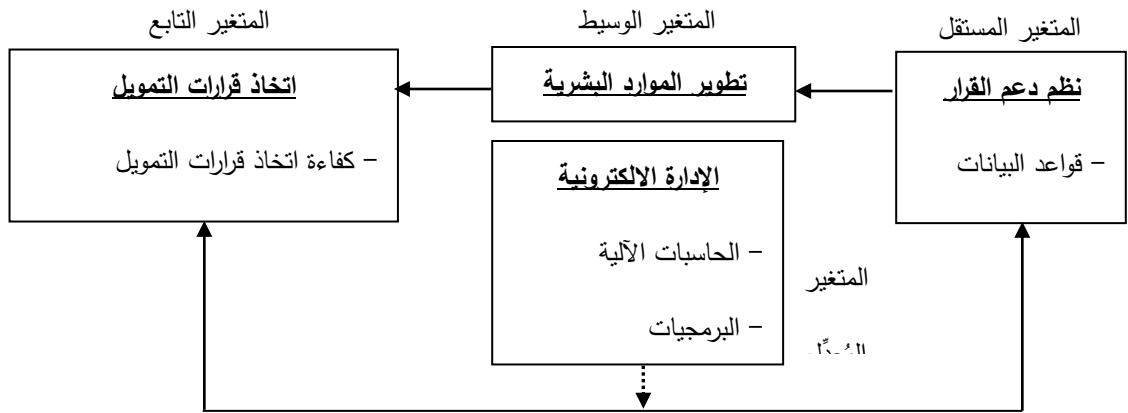 المتغير المستقل
المتغير الوسيط
المتغير التابع
نظم دعم القرار
– قواعد البيانات
تطوير الموارد البشرية
اتخاذ قرارات التمويل
– كفاءة اتخاذ قرارات التمويل
الإدارة الالكترونية
– الحاسبات الآلية
– البرمجيات
المتغير